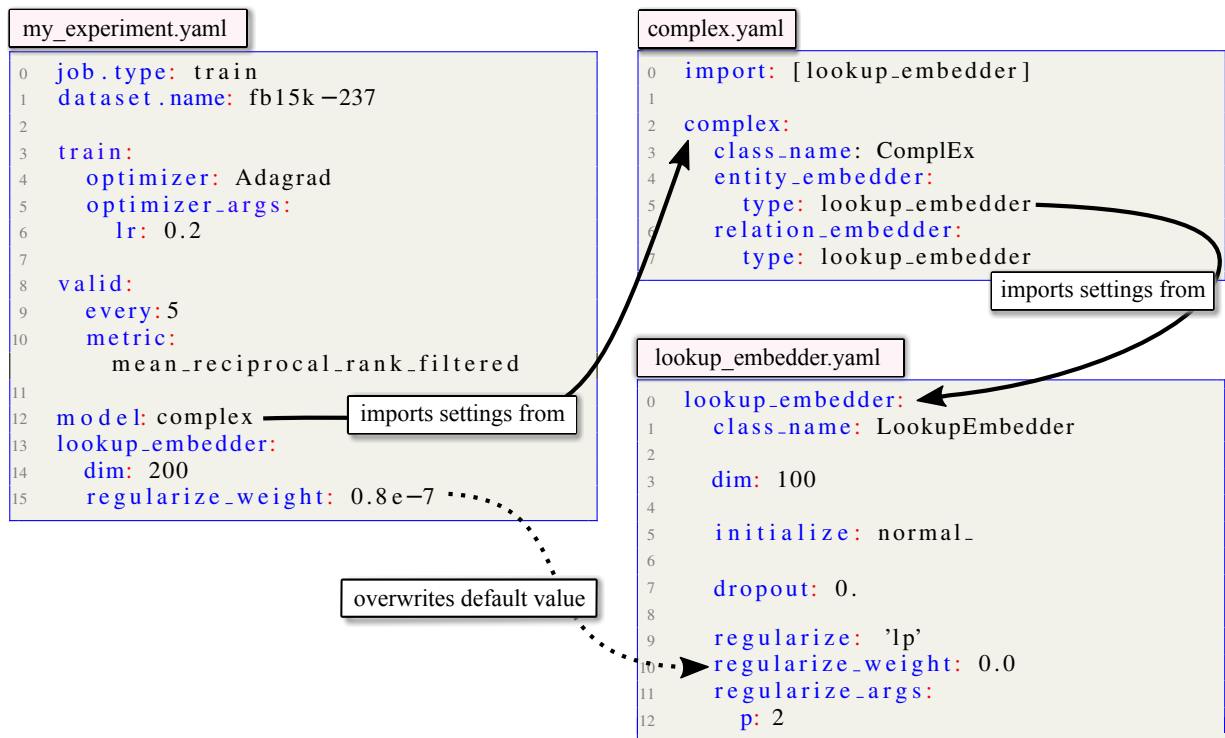 my_experiment.yaml
0 job.type: train
1 dataset.name: fb15k−237
2
3 train:
4 optimizer: Adagrad
5 optimizer_args:
6 lr: 0.2
7
8 valid:
9 every: 5
10 metric:
mean_reciprocal_rank_filtered
11
12 model: complex
13 lookup_embedder:
14 dim: 200
15 regularize_weight: 0.8e−7
imports settings from
overwrites default value
complex.yaml
0 import: [lookup_embedder]
1
2 complex:
3 class_name: ComplEx
4 entity_embedder:
5 type: lookup_embedder
6 relation_embedder:
7 type: lookup_embedder
imports settings from
lookup_embedder.yaml
0 lookup_embedder:
1 class_name: LookupEmbedder
2
3 dim: 100
4
5 initialize: normal_
6
7 dropout: 0.
8
9 regularize: ’lp’
10 regularize_weight: 0.0
11 regularize_args:
12 p: 2